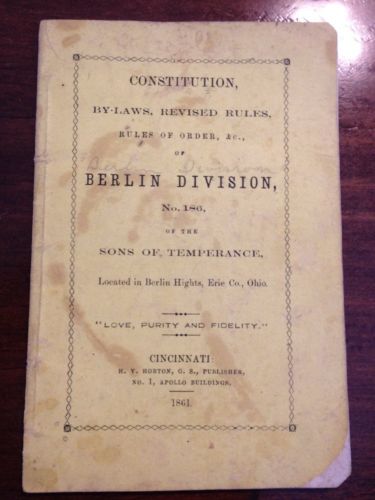 CONSTITUTION,
BY-LAWS, REVISED RULES,
RULES OF ORDER, &c.,
OF
BERLIN DIVISION,
No. 186,
OF THE
SONS OF TEMPERANCE,
Located in Berlin Hights, Erie Co., Ohio.
"LOVE, PURITY AND FIDELITY."
CINCINNATI:
H. V. HORTON, G. S., PUBLISHER,
NO. 1, APOLLO BUILDINGS.
1861.